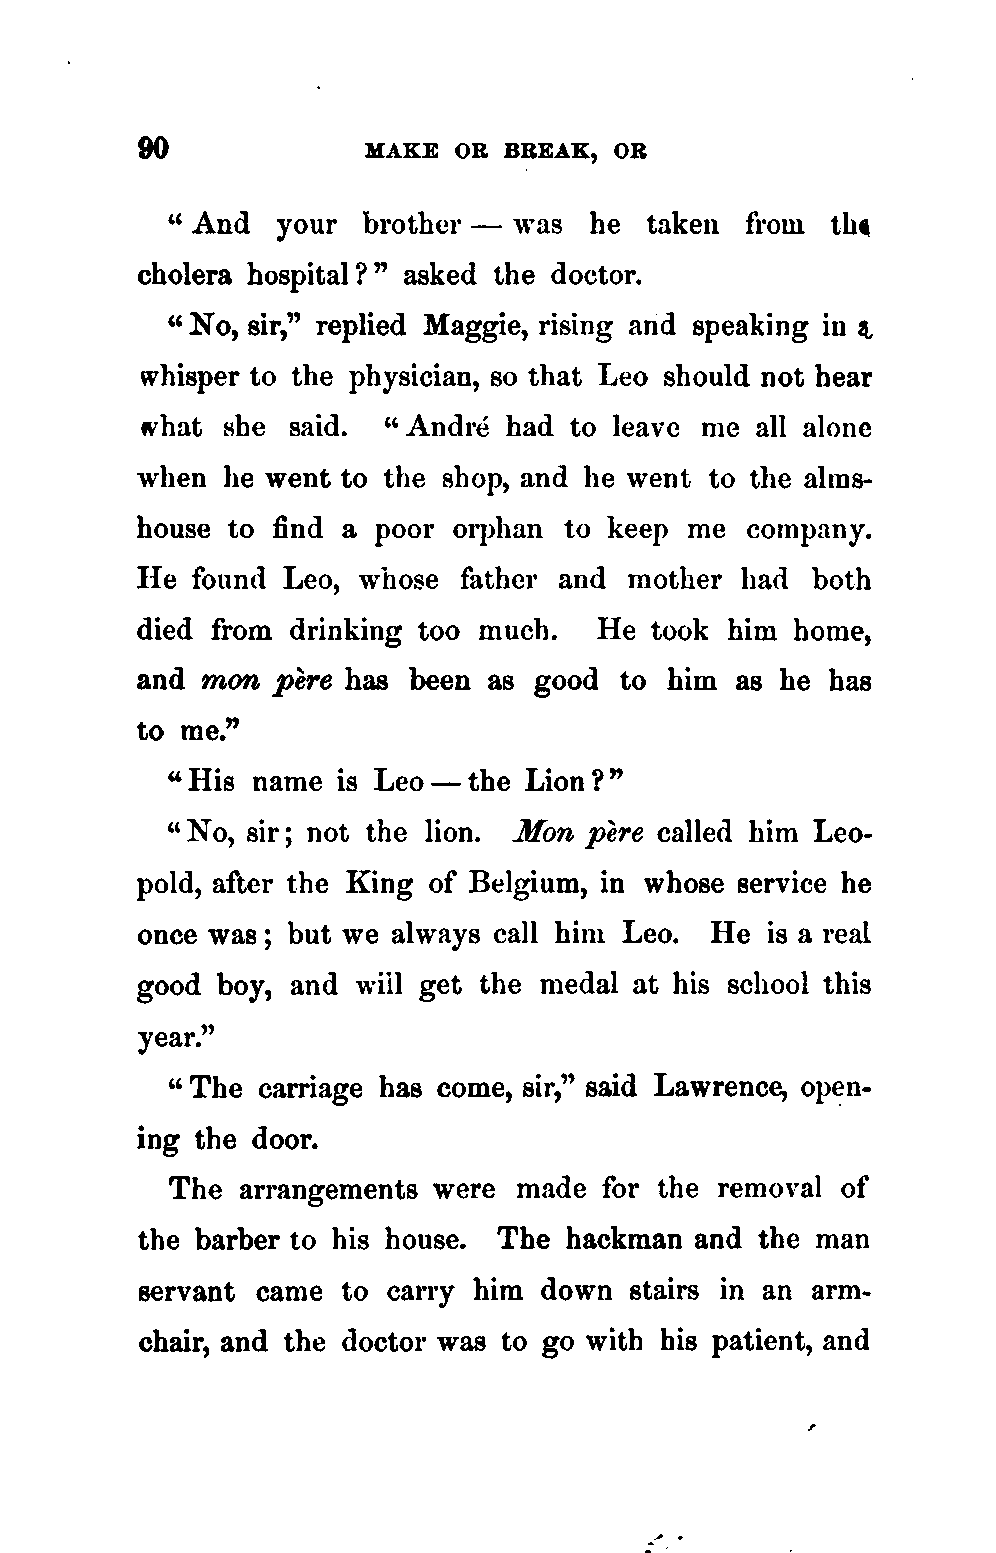 90 MAKE OR BREAK, OR
“ And your brother — was he taken from the
cholera hospital ? ” asked the doctor.
“ No, sir,” replied Maggie, rising and speaking in a
whisper to the physician, so that Leo should not hear
what she said. “ André had to leave me all alone
when he went to the shop, and he went to the alms-
house to find a poor orphan to keep me company.
He found Leo, whose father and mother had both
died from drinking too much. He took him home,
and mon père has been as good to him as he has
to me.”
“ His name is Leo — the Lion ? ”
“ No, sir ; not the lion. Mon père called him Leo-
pold, after the King of Belgium, in whose service he
once was ; but we always call him Leo. He is a real
good boy, and will get the medal at his school this
year.”
“ The carriage has come, sir,” said Lawrence, open-
ing the door.
The arrangements were made for the removal of
the barber to his house. The hackman and the man
servant came to carry him down stairs in an arm-
chair, and the doctor was to go with his patient, and